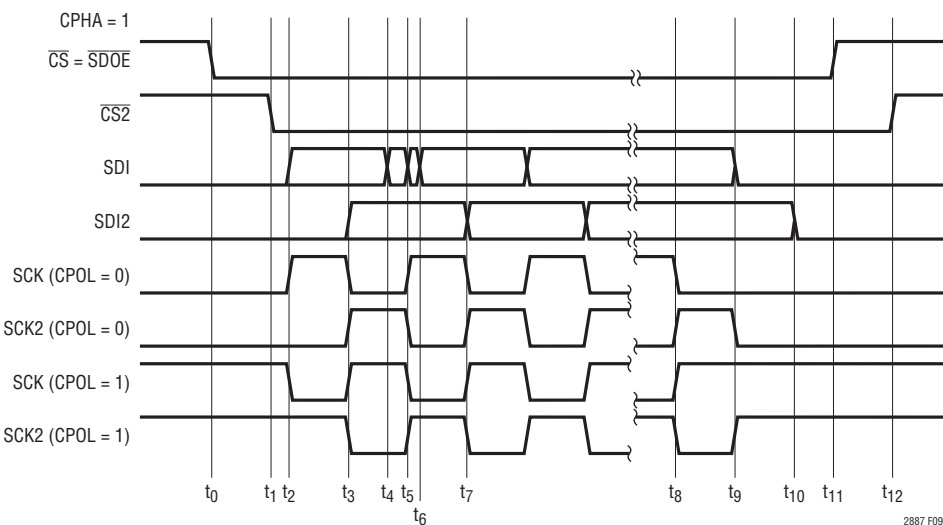 CPHA = 1
CS = SDOE
CS2
SDI
SDI2
SCK (CPOL = 0)
SCK2 (CPOL = 0)
SCK (CPOL = 1)
SCK2 (CPOL = 1)
t0 t1 t2 t3 t4 t5 t6 t7 t8 t9 t10 t11 t12
2887 F09